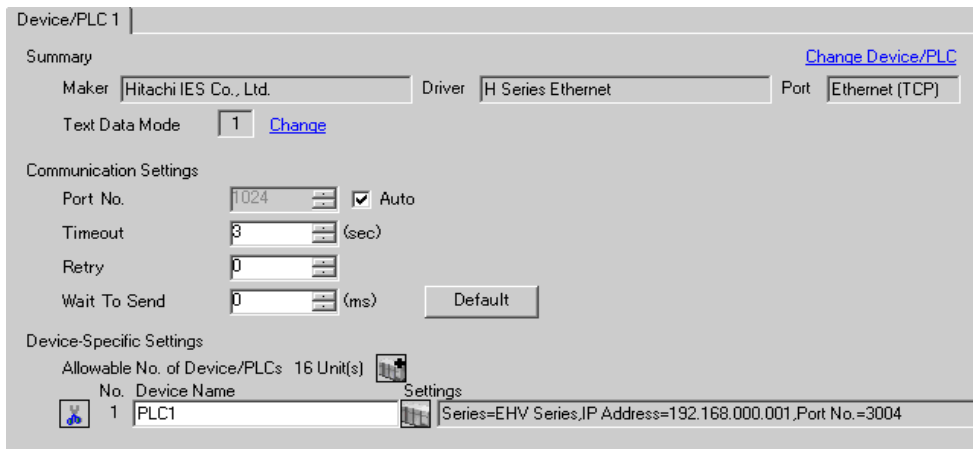 Device/PLC 1
Summary Change Device/PLC
Maker Hitachi IES Co., Ltd. Driver H Series Ethernet Port Ethernet (TCP)
Text Data Mode 1 Change
Communication Settings
Port No. 1024 Auto
Timeout 3 (sec)
Retry 0
Wait To Send 0 (ms) Default
Device-Specific Settings
Allowable No. of Device/PLCs 16 Unit(s)
No. Device Name Settings
1 PLC1 Series=EHV Series,IP Address=192.168.000.001,Port No.=3004